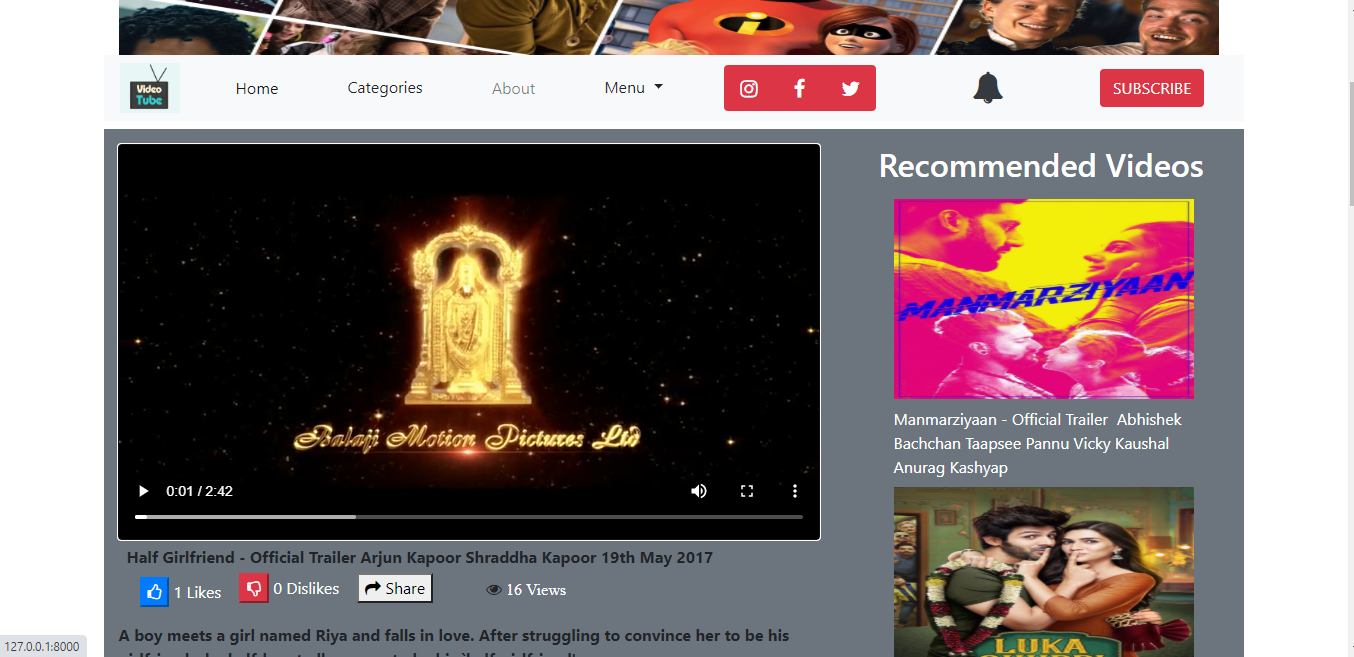 Video
Tube
Home
Categories
About
Menu
SUBSCRIBE
Balaji Motion Pictures Ltd
0:01 / 2:42
Half Girlfriend - Official Trailer Arjun Kapoor Shraddha Kapoor 19th May 2017
1 Likes
0 Dislikes
Share
16 Views
A boy meets a girl named Riya and falls in love. After struggling to convince her to be his
Recommended Videos
MANMARZIYAAN
Manmarziyaan - Official Trailer Abhishek
Bachchan Taapsee Pannu Vicky Kaushal
Anurag Kashyap
LUKA
127.0.0.1:8000